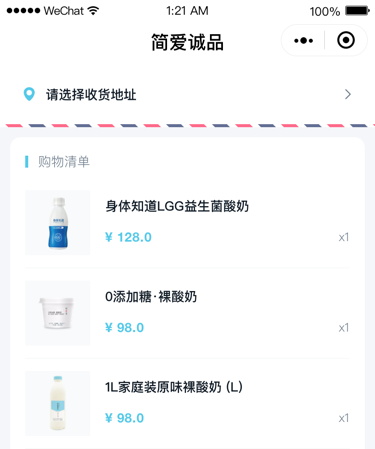 WeChat 1:21 AM 100%
简爱诚品
请选择收货地址
购物清单
身体知道LGG益生菌酸奶
¥ 128.0 x1
0添加糖·裸酸奶
¥ 98.0 x1
1L家庭装原味裸酸奶 (L)
¥ 98.0 x1